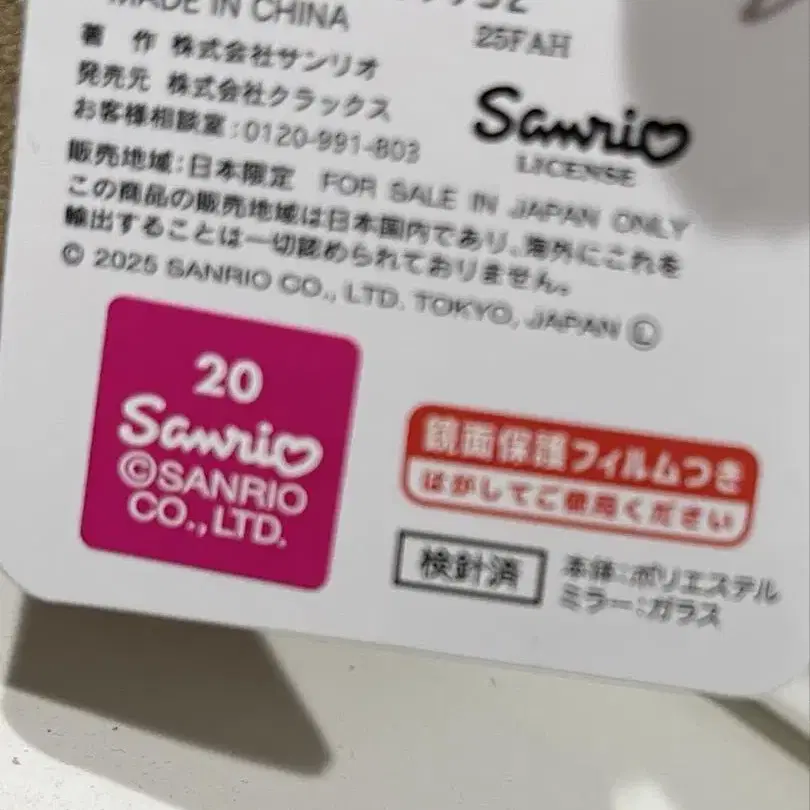 MADE IN CHINA
25FAH
著 作 株式会社サンリオ
発売元 株式会社クラックス
お客様相談室:0120-991-803
Sanrio
LICENSE
販売地域:日本限定 FOR SALE IN JAPAN ONLY
この商品の販売地域は日本国内であり、海外にこれを
輸出することは一切認められておりません。
© 2025 SANRIO CO., LTD. TOKYO, JAPAN Ⓛ
20
Sanrio
©SANRIO
CO., LTD.
鏡面保護フィルムつき
はがしてご使用ください
検針済
本体:ポリエステル
ミラー:ガラス